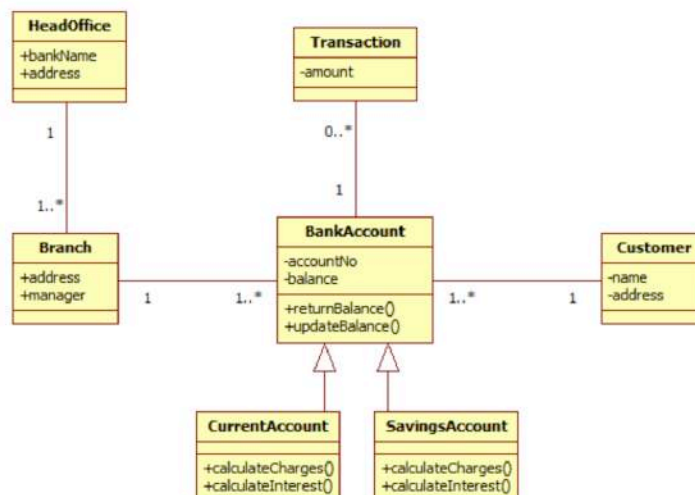 HeadOffice
+bankName
+address
Transaction
-amount
1
0..*
1..*
1
Branch
+address
+manager
1
1..*
BankAccount
-accountNo
-balance
+returnBalance()
+updateBalance()
1..*
1
Customer
-name
-address
CurrentAccount
+calculateCharges()
+calculateInterest()
SavingsAccount
+calculateCharges()
+calculateInterest()